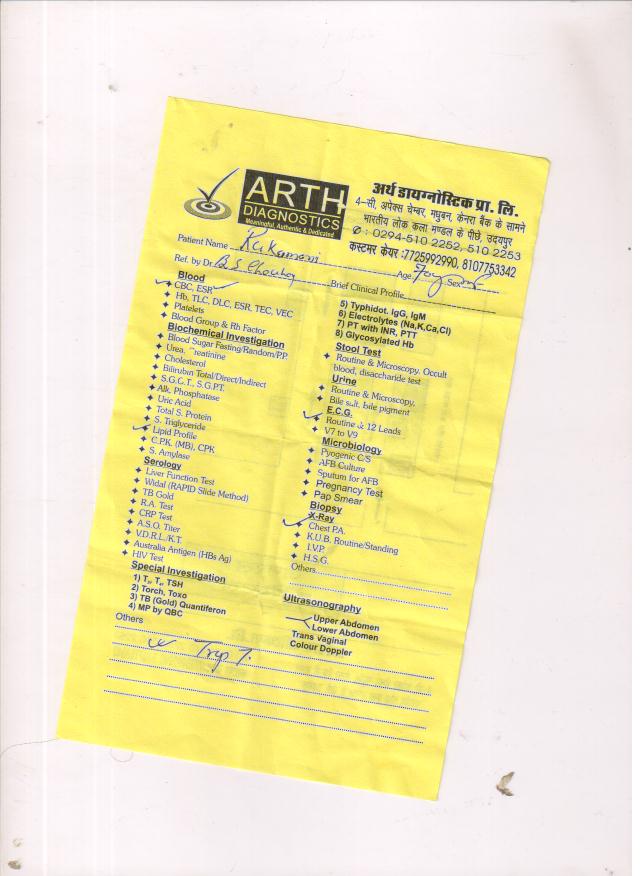 ARTH
DIAGNOSTICS
Meaningful, Authentic & Dedicated
अर्थ डायग्नोस्टिक प्रा. लि.
4-सी, अपेक्स चेम्बर, मधुबन, केनरा बैंक के सामने
भारतीय लोक कला मण्डल के पीछे, उदयपुर
✆ : 0294-510 2252, 510 2253
कस्टमर केयर :7725992990, 8107753342
Patient Name
Ref. by Dr. B.S. Age 70y Sex
Brief Clinical Profile
Blood
CBC, ESR
Hb, TLC, DLC, ESR, TEC, VEC
Platelets
Blood Group & Rh Factor
Biochemical Investigation
Blood Sugar Fasting/Random/P.P.
Urea, Creatinine
Cholesterol
Bilirubin Total/Direct/Indirect
S.G.O.T., S.G.P.T.
Alk. Phosphatase
Uric Acid
Total S. Protein
S. Triglyceride
Lipid Profile
C.P.K. (MB), CPK
S. Amylase
Serology
Liver Function Test
Widal (RAPID Slide Method)
TB Gold
R.A. Test
CRP Test
A.S.O. Titer
V.D.R.L./K.T.
Australia Antigen (HBs Ag)
HIV Test
Special Investigation
1) T₃, T₄, TSH
2) Torch, Toxo
3) TB (Gold) Quantiferon
4) MP by QBC
5) Typhidot. IgG, IgM
6) Electrolytes (Na,K,Ca,Cl)
7) PT with INR, PTT
8) Glycosylated Hb
Stool Test
Routine & Microscopy, Occult
blood, disaccharide test
Urine
Routine & Microscopy,
Bile salt, bile pigment
E.C.G.
Routine & 12 Leads
V7 to V9
Microbiology
Pyogenic C/S
AFB Culture
Sputum for AFB
Pregnancy Test
Pap Smear
Biopsy
X-Ray
Chest P.A.
K.U.B. Routine/Standing
I.V.P.
H.S.G.
Others
Ultrasonography
Upper Abdomen
Lower Abdomen
Trans Vaginal
Colour Doppler
Others
Trop T.